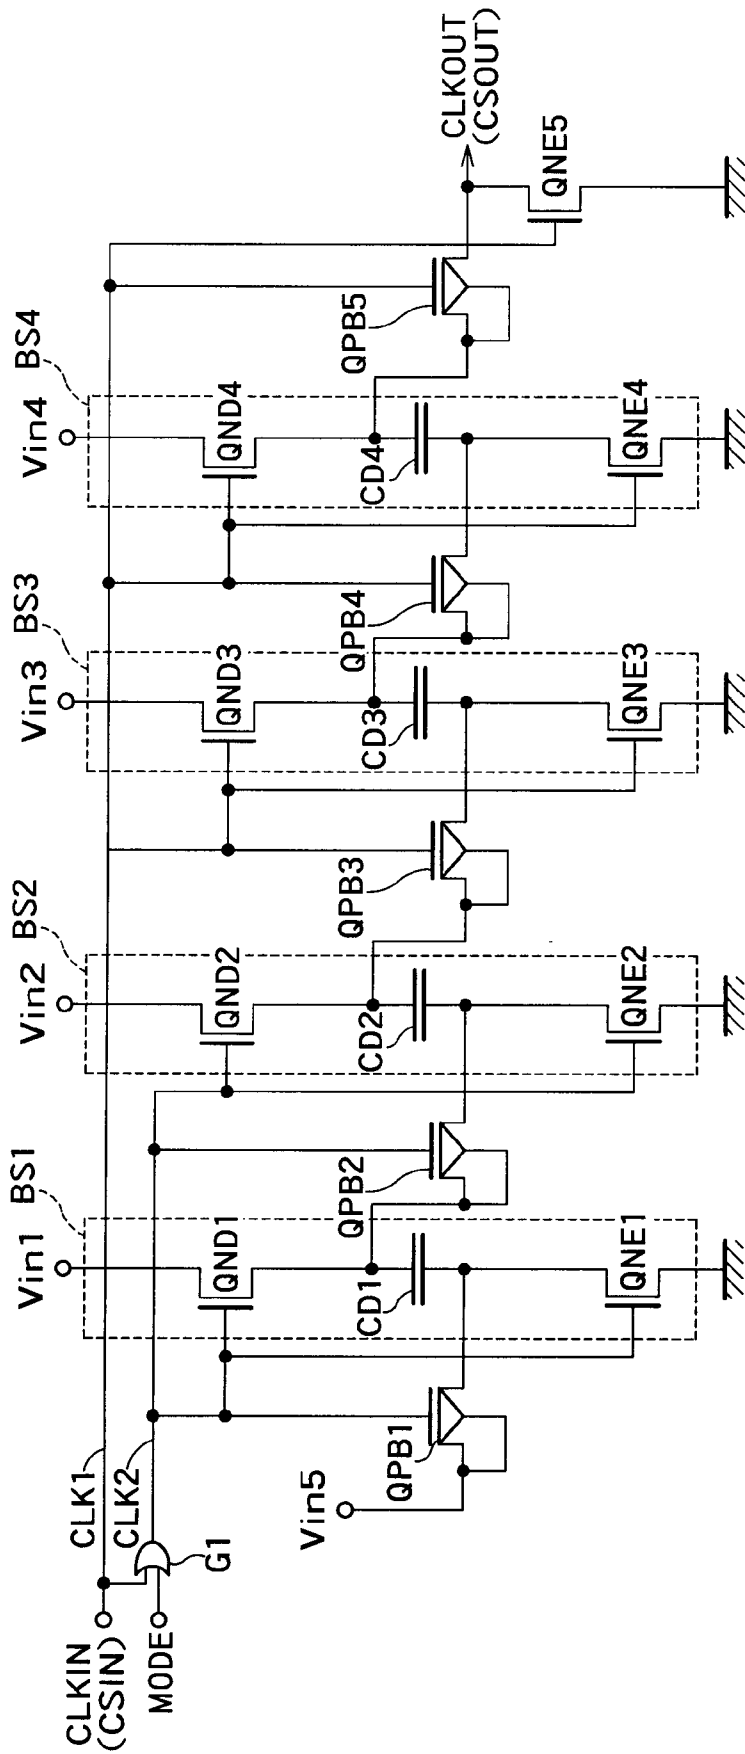 CLKIN
(CSIN)
MODE
CLK1
CLK2
G1
Vin5
QPB1
Vin1
BS1
QND1
CD1
QNE1
QPB2
Vin2
BS2
QND2
CD2
QNE2
QPB3
Vin3
BS3
QND3
CD3
QNE3
QPB4
Vin4
BS4
QND4
CD4
QNE4
QPB5
QNE5
CLKOUT
(CSOUT)